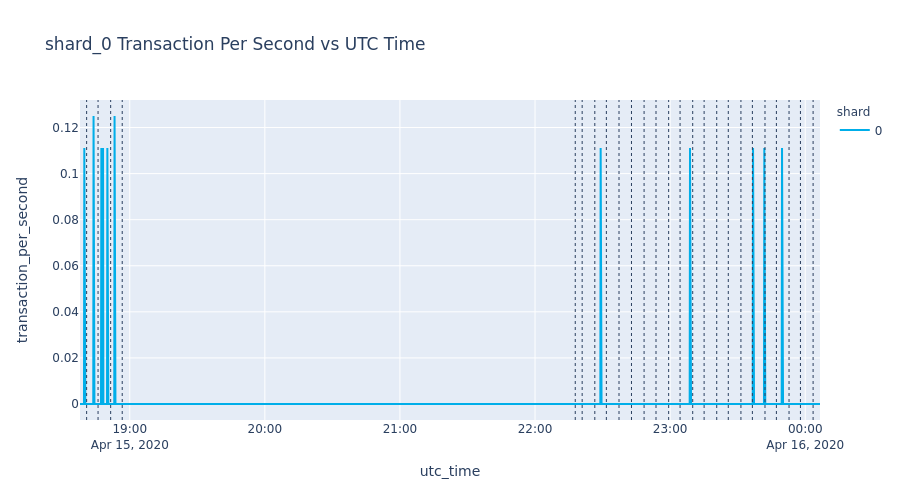 shard_0 Transaction Per Second vs UTC Time
shard
0
transaction_per_second
0.12
0.1
0.08
0.06
0.04
0.02
0
19:00 20:00 21:00 22:00 23:00 00:00
Apr 15, 2020 Apr 16, 2020
utc_time